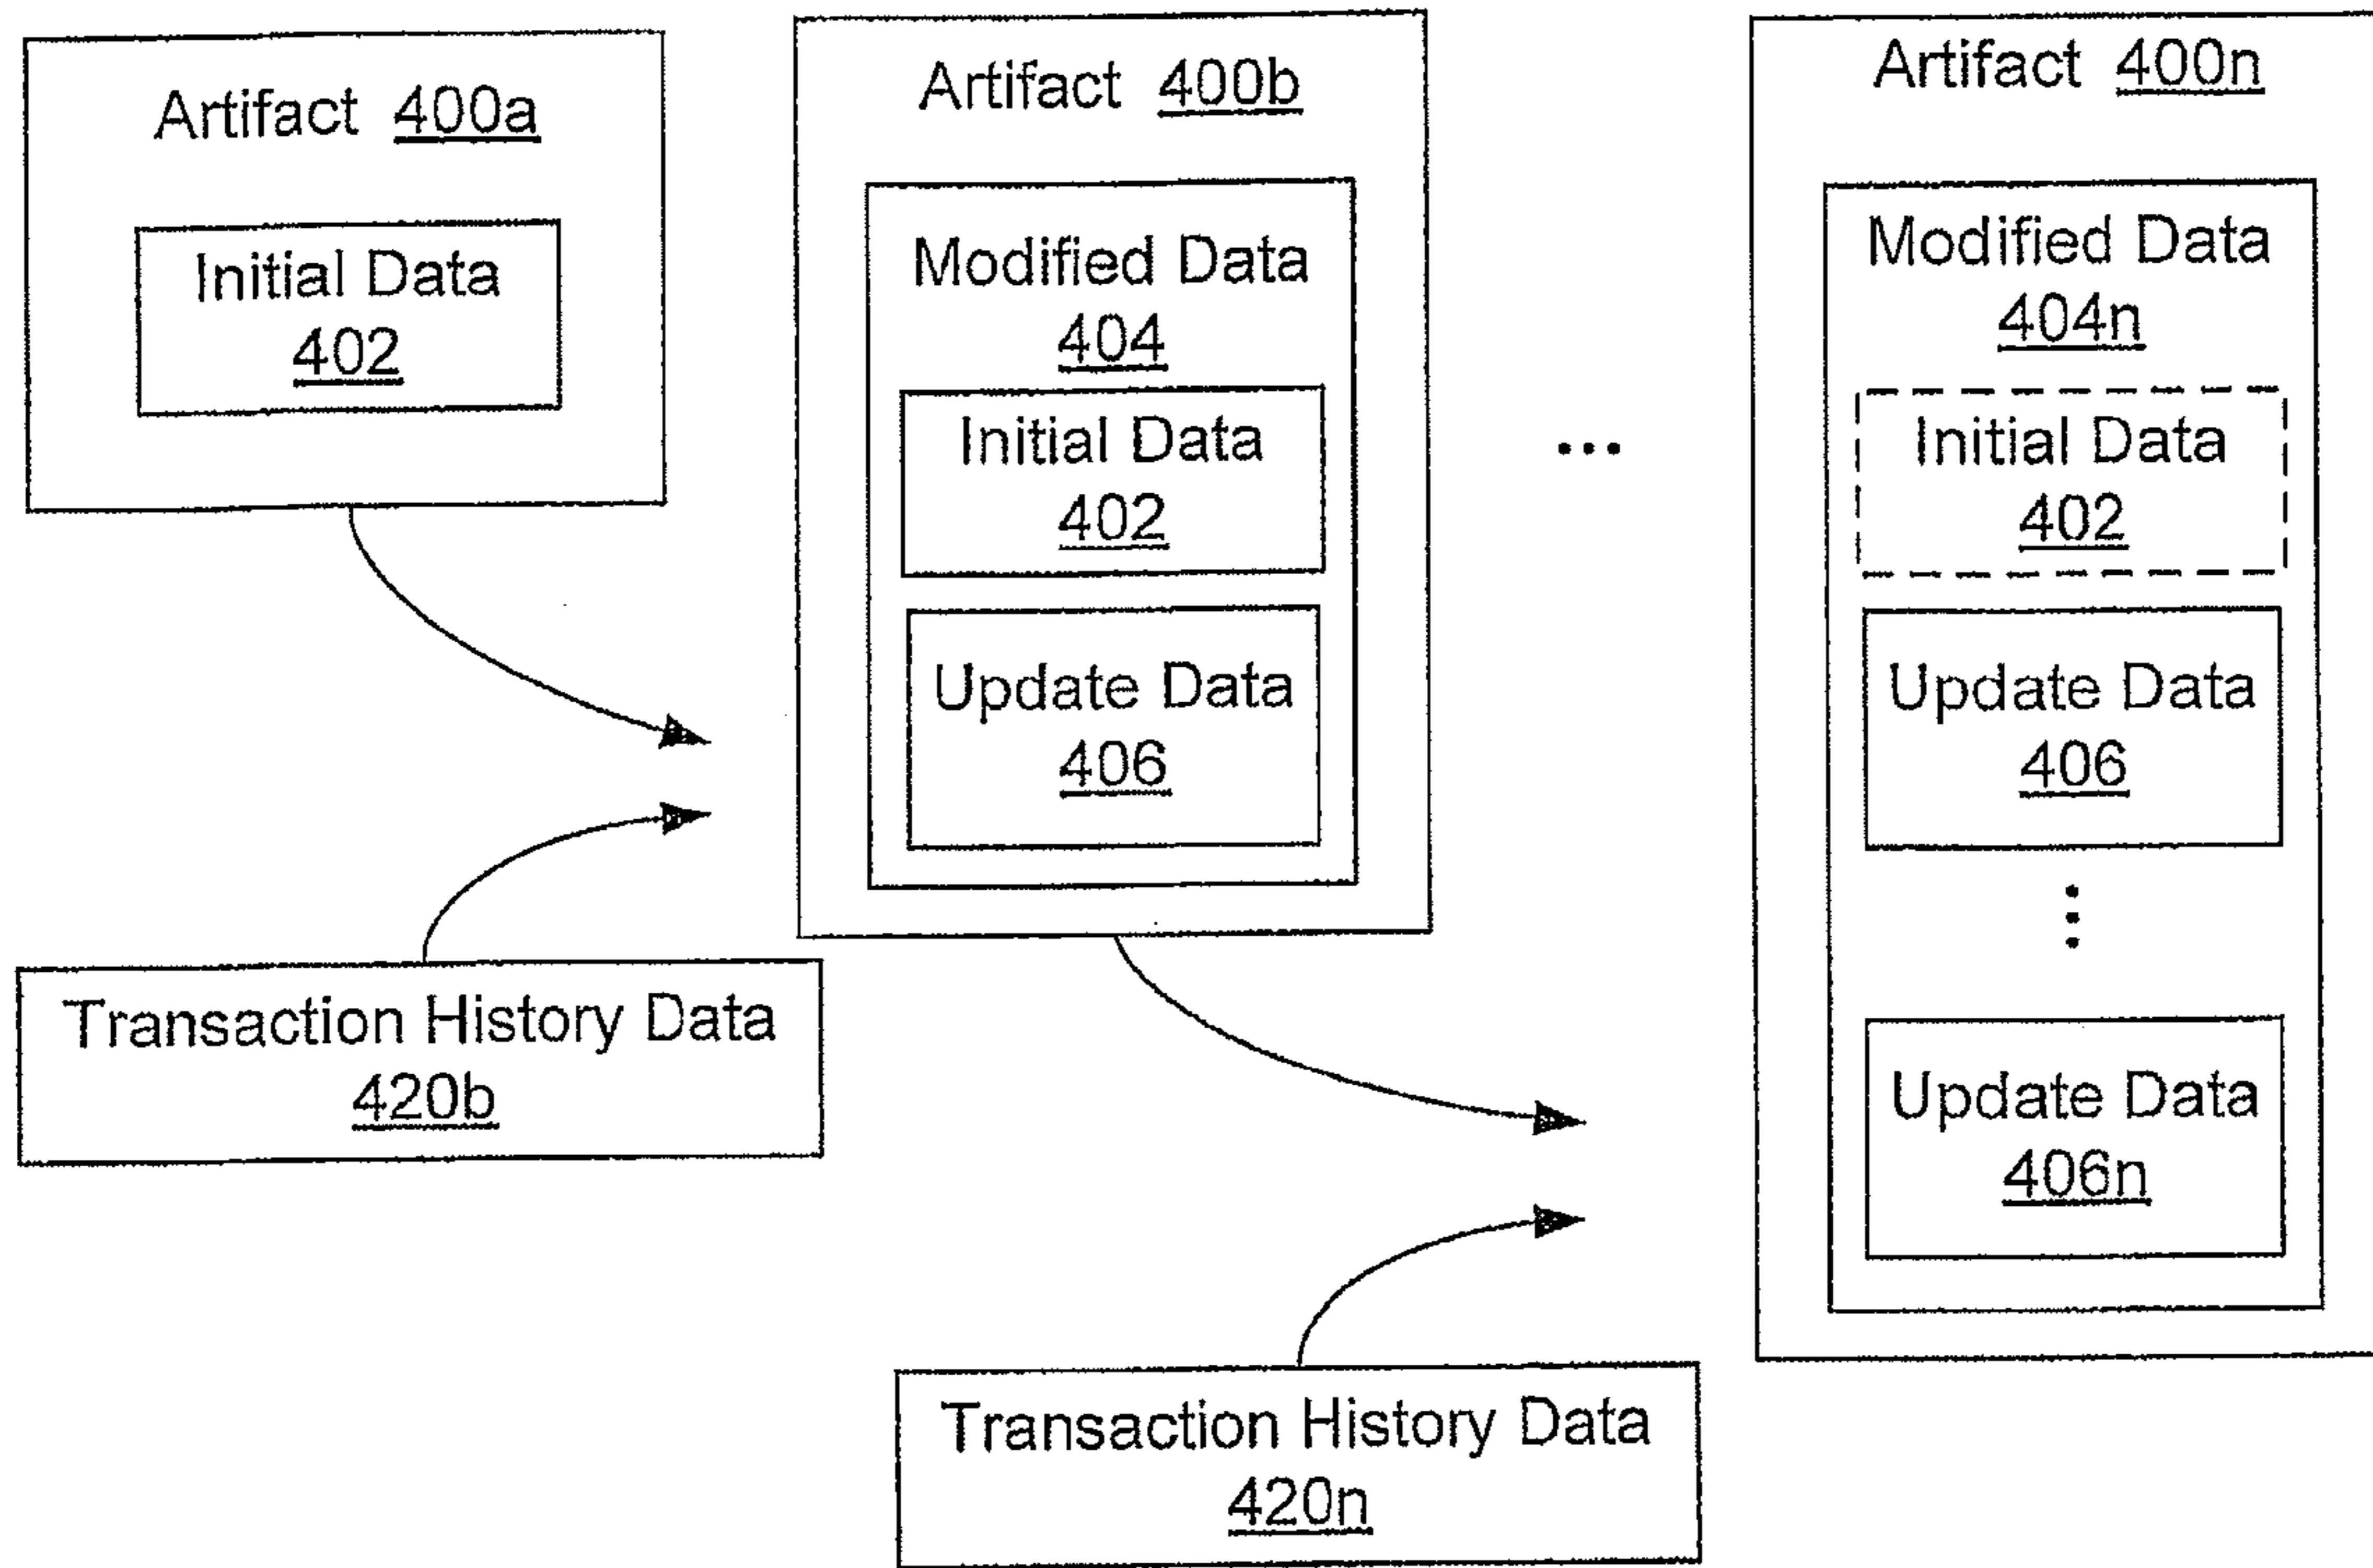 Artifact 400a
Initial Data
402
Artifact 400b
Modified Data
404
Initial Data
402
Update Data
406
...
Artifact 400n
Modified Data
404n
Initial Data
402
Update Data
406
Update Data
406n
Transaction History Data
420b
Transaction History Data
420n